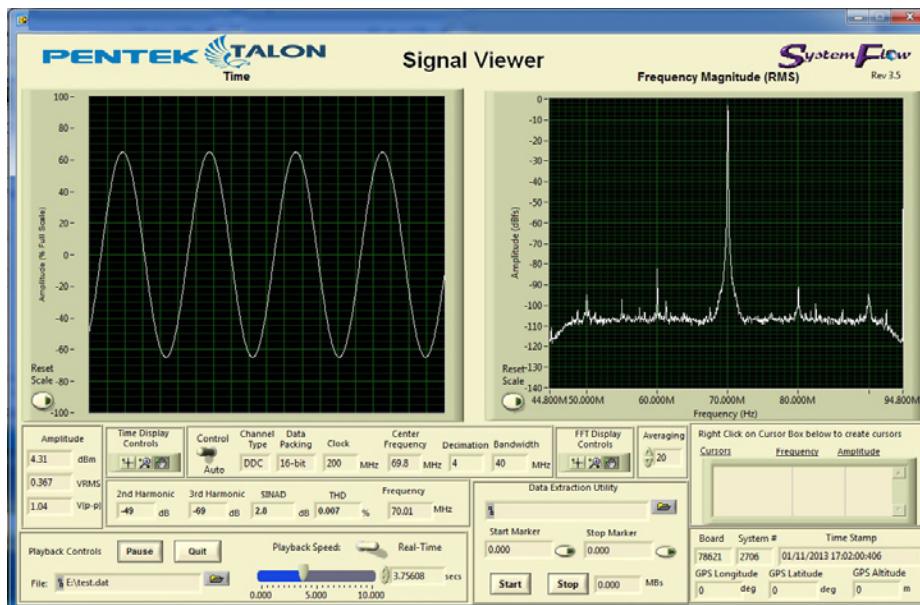 PENTEK TALON
Signal Viewer
SystemFlow
Rev 3.5
Time
Frequency Magnitude (RMS)
Amplitude (% Full Scale)
100
80
60
40
20
0
-20
-40
-60
-80
-100
Reset
Scale
Amplitude (dBfs)
0
-10
-20
-30
-40
-50
-60
-70
-80
-90
-100
-110
-120
-130
-140
Reset
Scale
44.800M 50.000M 60.000M 70.000M 80.000M 94.800M
Frequency (Hz)
Amplitude
4.31 dBm
0.367 VRMS
1.04 V(p-p)
Time Display
Controls
Control
Auto
Channel
Type
DDC
Data
Packing
16-bit
Clock
200 MHz
Center
Frequency
69.8 MHz
Decimation
4
Bandwidth
40 MHz
FFT Display
Controls
Averaging
20
2nd Harmonic
-49 dB
3rd Harmonic
-69 dB
SINAD
2.8 dB
THD
0.007 %
Frequency
70.01 MHz
Playback Controls
Pause
Quit
Playback Speed:
Real-Time
File:
E:\test.dat
0.000 5.000 10.000
3.75608 secs
Data Extraction Utility
Start Marker
0.000
Stop Marker
0.000
Start
Stop
0.000 MBs
Right Click on Cursor Box below to create cursors
Cursors Frequency Amplitude
Board System # Time Stamp
78621 2706 01/11/2013 17:02:00:406
GPS Longitude GPS Latitude GPS Altitude
0 deg 0 deg 0 m